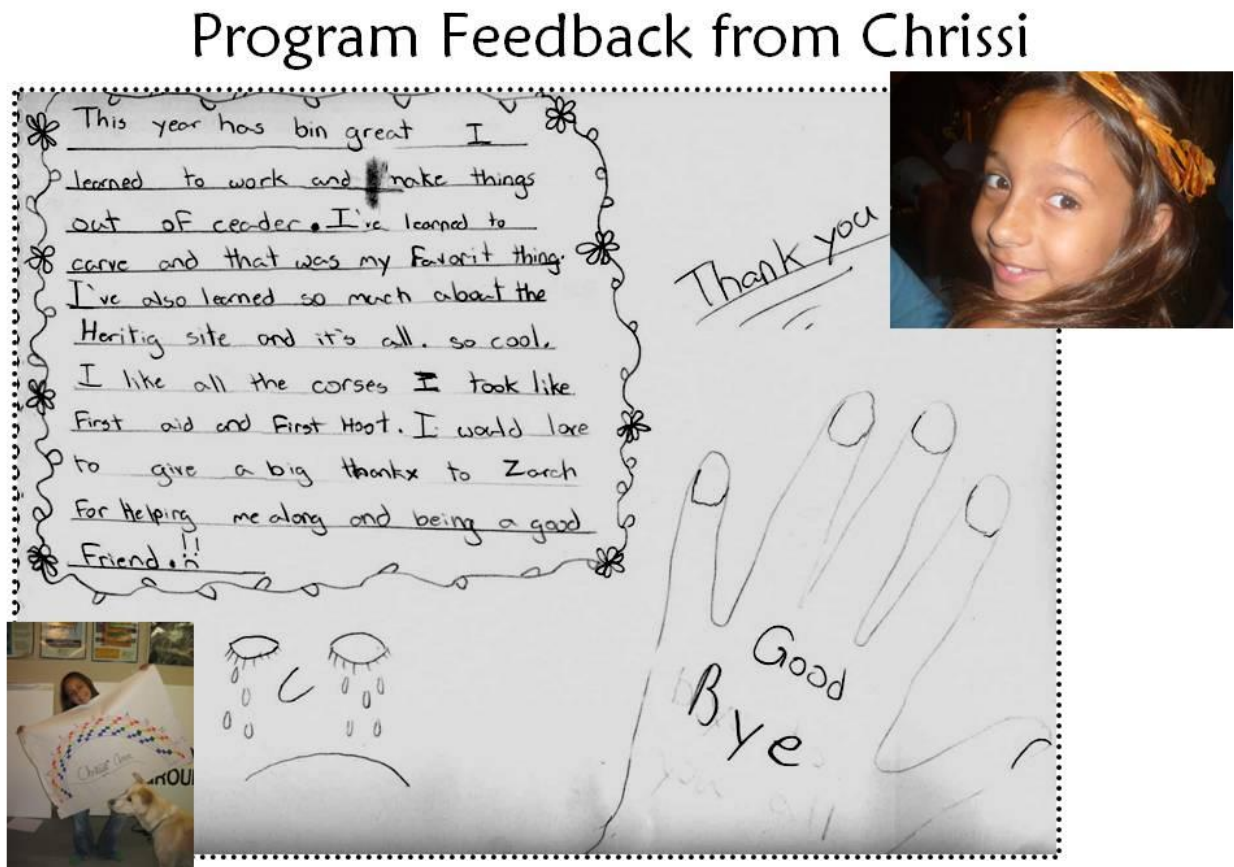 Program Feedback from Chrissi
This year has bin great I
learned to work and make things
out of ceader. I've learned to
carve and that was my Favorit thing.
I've also learned so much about the
Heritig site and it's all. so cool.
I like all the corses I took like
First aid and First Hoot. I would love
to give a big thankx to Zarch
For Helping me along and being a good
Friend.!!
Thank you
Good
Bye